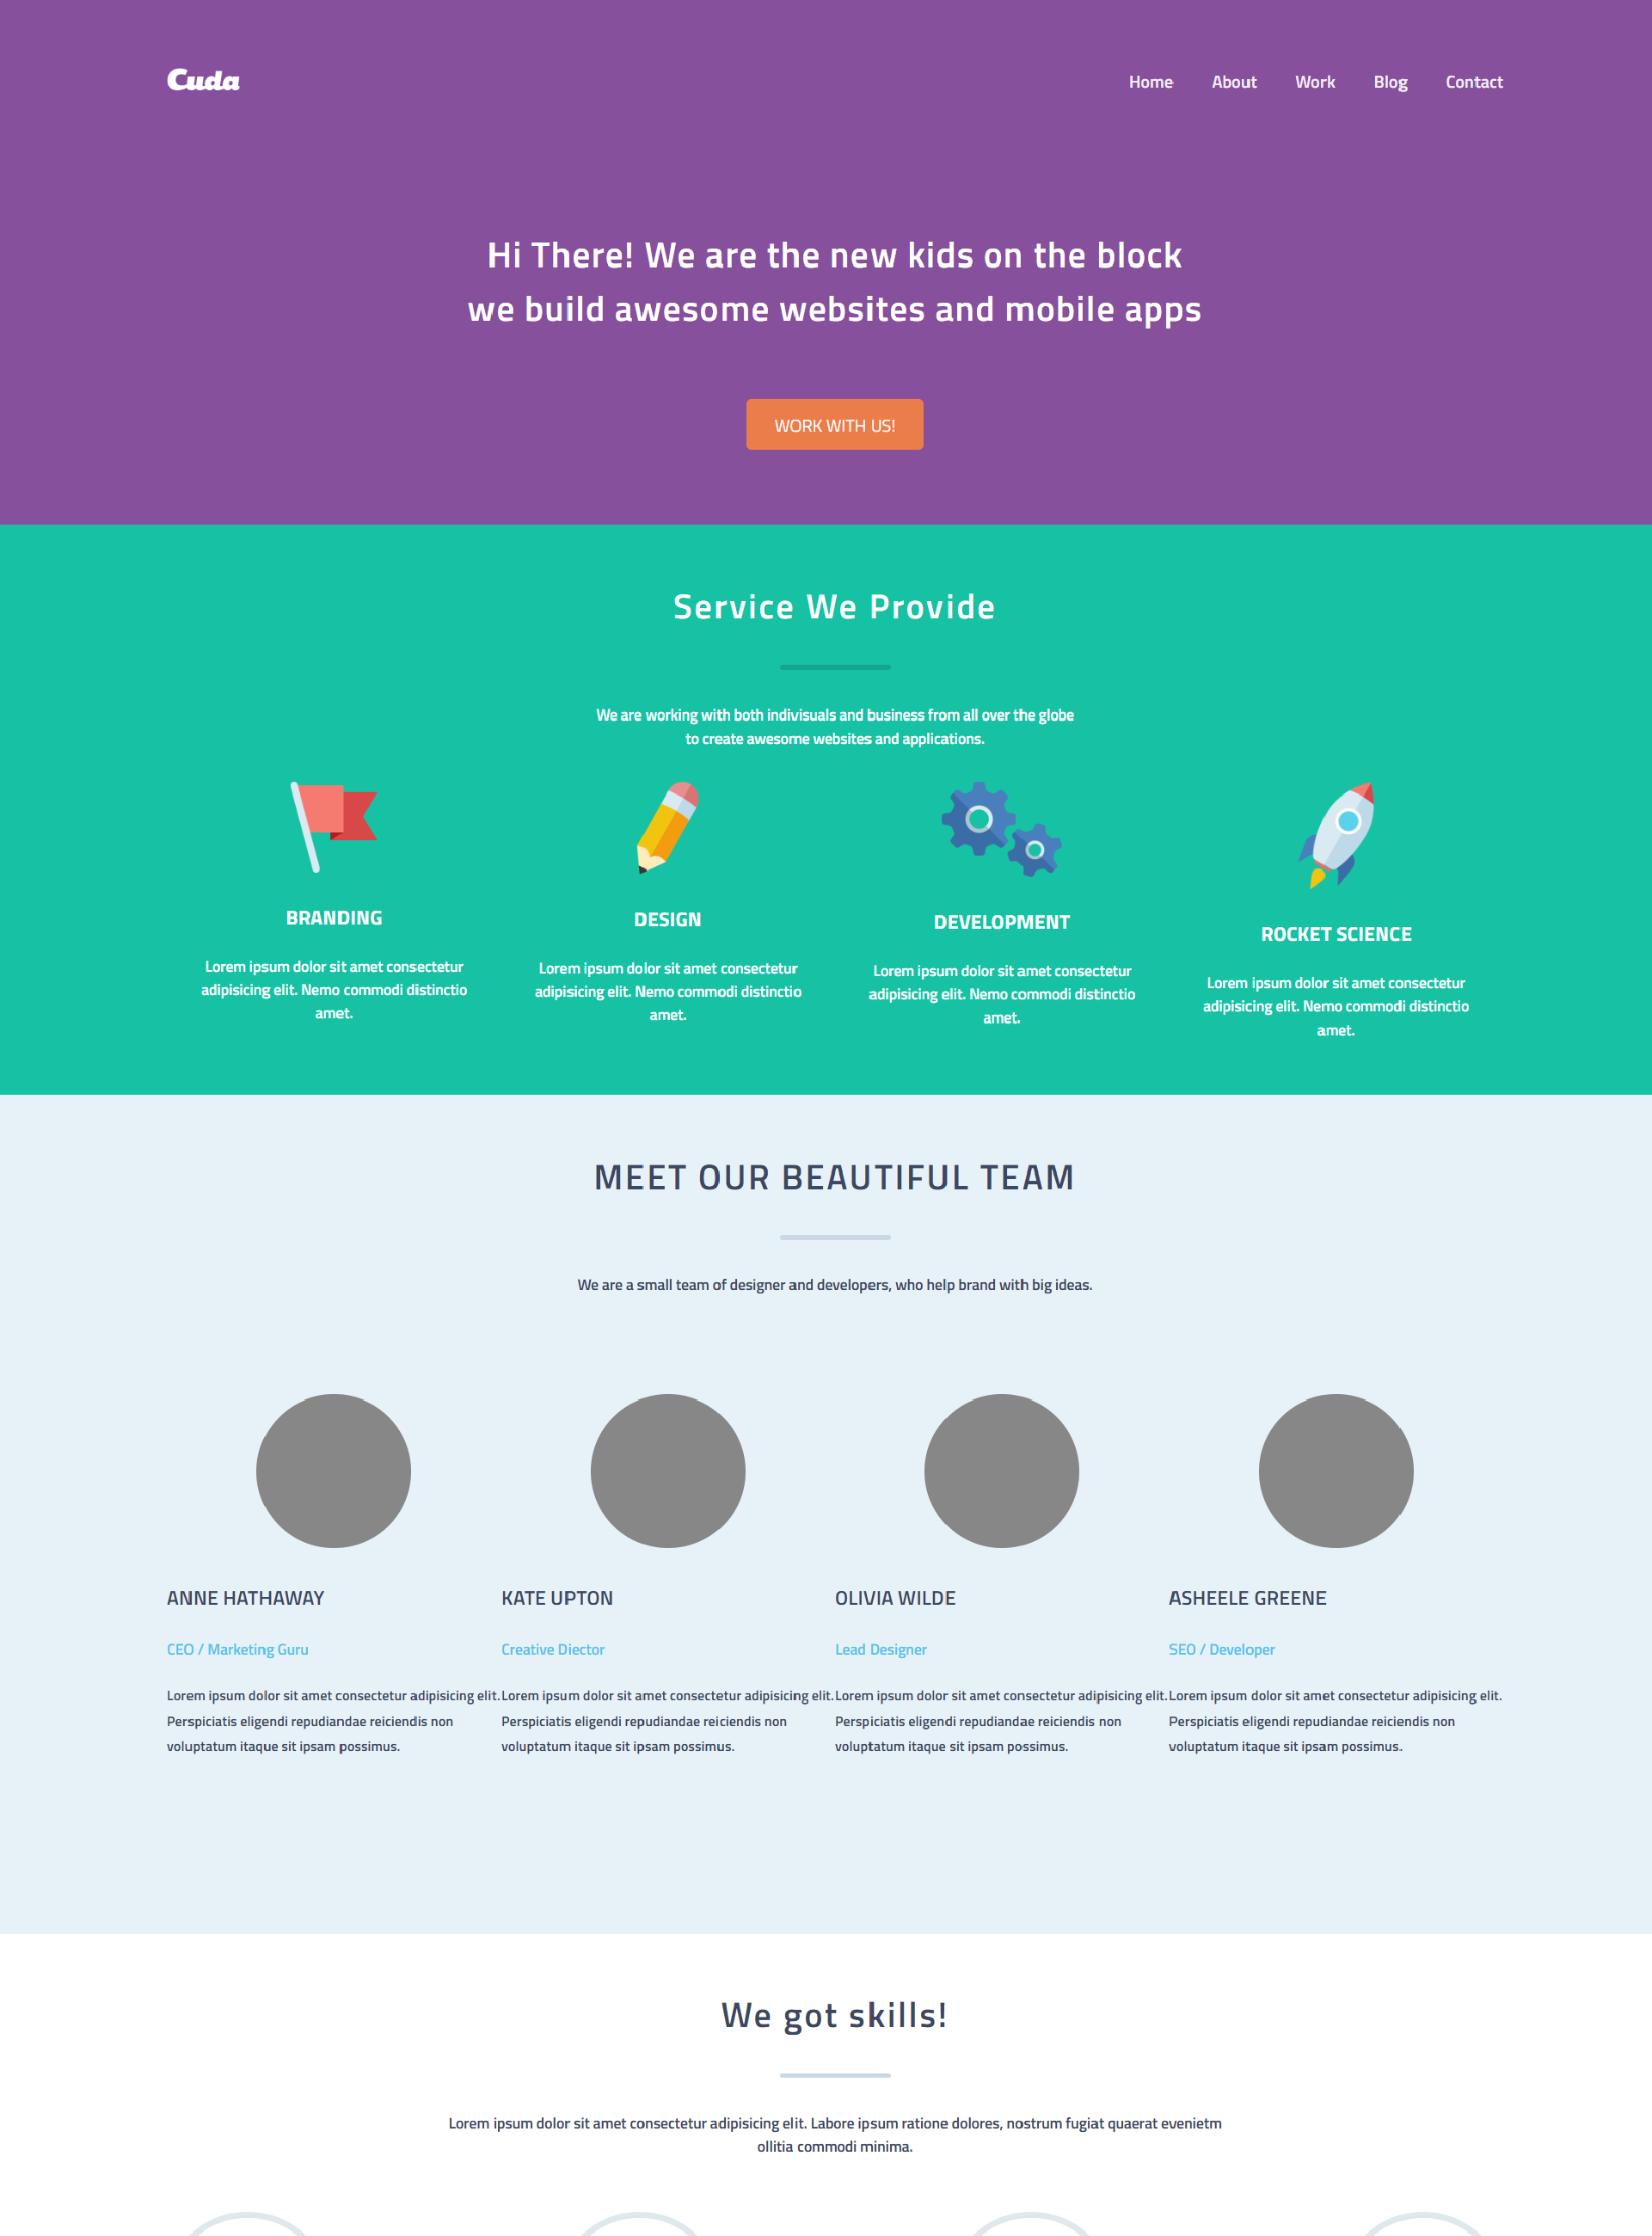 Cuda
Home About Work Blog Contact
Hi There! We are the new kids on the block
we build awesome websites and mobile apps
WORK WITH US!
Service We Provide
We are working with both indivisuals and business from all over the globe
to create awesome websites and applications.
BRANDING
Lorem ipsum dolor sit amet consectetur
adipisicing elit. Nemo commodi distinctio
amet.
DESIGN
Lorem ipsum dolor sit amet consectetur
adipisicing elit. Nemo commodi distinctio
amet.
DEVELOPMENT
Lorem ipsum dolor sit amet consectetur
adipisicing elit. Nemo commodi distinctio
amet.
ROCKET SCIENCE
Lorem ipsum dolor sit amet consectetur
adipisicing elit. Nemo commodi distinctio
amet.
MEET OUR BEAUTIFUL TEAM
We are a small team of designer and developers, who help brand with big ideas.
ANNE HATHAWAY
CEO / Marketing Guru
Lorem ipsum dolor sit amet consectetur adipisicing elit.
Perspiciatis eligendi repudiandae reiciendis non
voluptatum itaque sit ipsam possimus.
KATE UPTON
Creative Diector
Lorem ipsum dolor sit amet consectetur adipisicing elit.
Perspiciatis eligendi repudiandae reiciendis non
voluptatum itaque sit ipsam possimus.
OLIVIA WILDE
Lead Designer
Lorem ipsum dolor sit amet consectetur adipisicing elit.
Perspiciatis eligendi repudiandae reiciendis non
voluptatum itaque sit ipsam possimus.
ASHEELE GREENE
SEO / Developer
Lorem ipsum dolor sit amet consectetur adipisicing elit.
Perspiciatis eligendi repudiandae reiciendis non
voluptatum itaque sit ipsam possimus.
We got skills!
Lorem ipsum dolor sit amet consectetur adipisicing elit. Labore ipsum ratione dolores, nostrum fugiat quaerat evenietm
ollitia commodi minima.